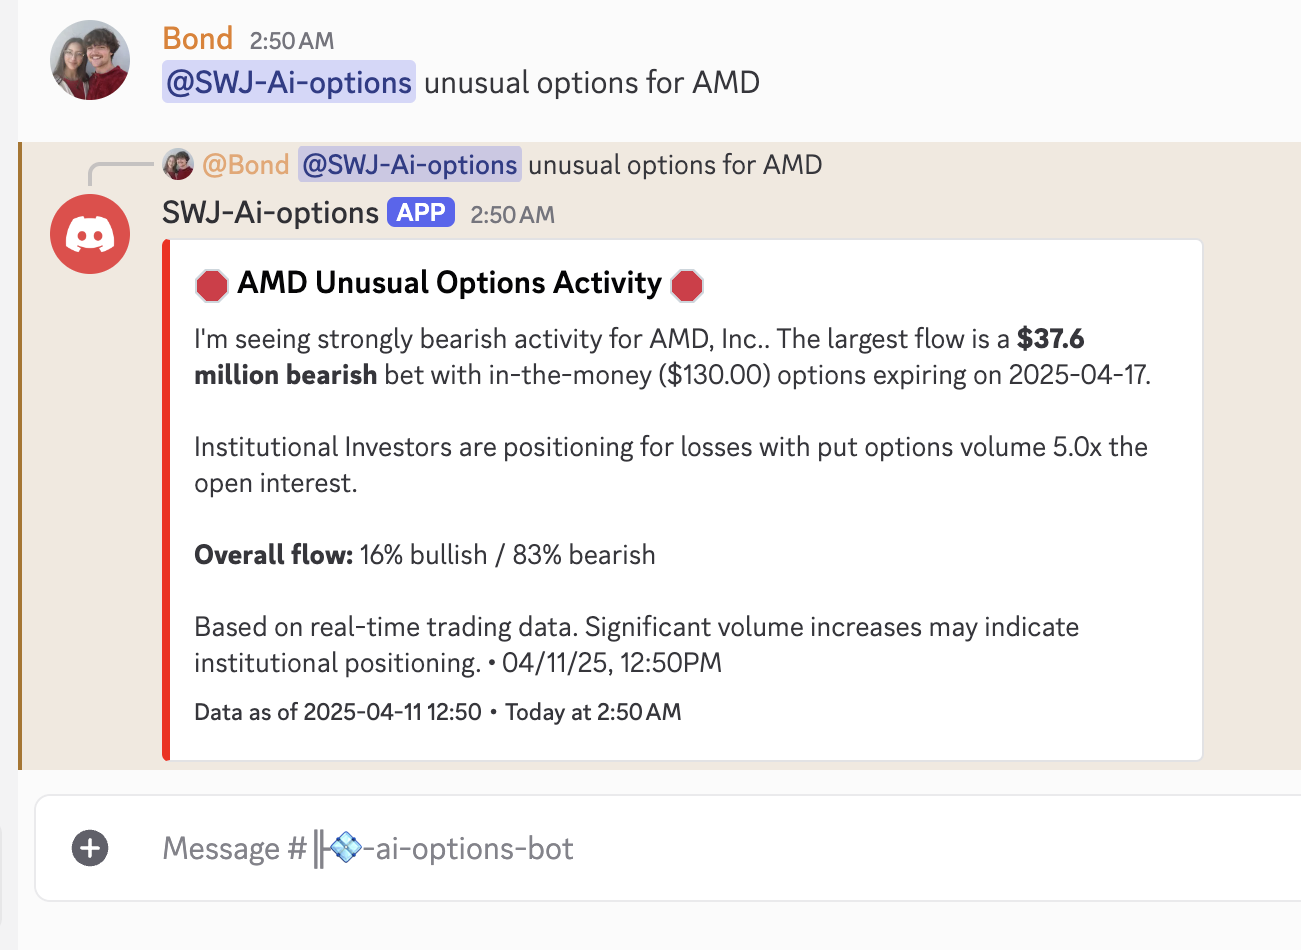 Bond 2:50 AM
@SWJ-Ai-options unusual options for AMD
@Bond @SWJ-Ai-options unusual options for AMD
SWJ-Ai-options APP 2:50 AM
AMD Unusual Options Activity
I'm seeing strongly bearish activity for AMD, Inc.. The largest flow is a $37.6
million bearish bet with in-the-money ($130.00) options expiring on 2025-04-17.
Institutional Investors are positioning for losses with put options volume 5.0x the
open interest.
Overall flow: 16% bullish / 83% bearish
Based on real-time trading data. Significant volume increases may indicate
institutional positioning. • 04/11/25, 12:50PM
Data as of 2025-04-11 12:50 • Today at 2:50 AM
Message #╟💠-ai-options-bot